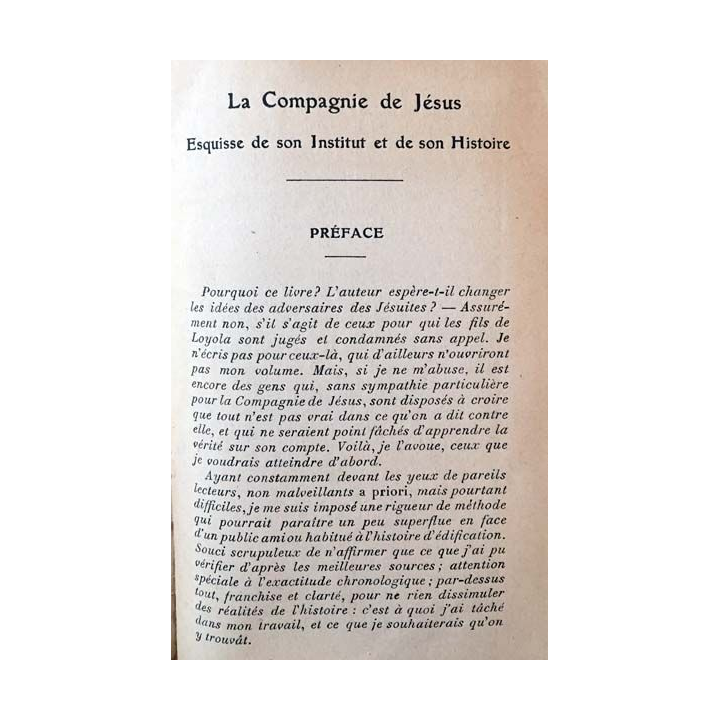 La Compagnie de Jésus
Esquisse de son Institut et de son Histoire
PRÉFACE
Pourquoi ce livre? L'auteur espère-t-il changer
les idées des adversaires des Jésuites? — Assuré-
ment non, s'il s'agit de ceux pour qui les fils de
Loyola sont jugés et condamnés sans appel. Je
n'écris pas pour ceux-là, qui d'ailleurs n'ouvriront
pas mon volume. Mais, si je ne m'abuse, il est
encore des gens qui, sans sympathie particulière
pour la Compagnie de Jésus, sont disposés à croire
que tout n'est pas vrai dans ce qu'on a dit contre
elle, et qui ne seraient point fâchés d'apprendre la
vérité sur son compte. Voilà, je l'avoue, ceux que
je voudrais atteindre d'abord.
Ayant constamment devant les yeux de pareils
lecteurs, non malveillants a priori, mais pourtant
difficiles, je me suis imposé une rigueur de méthode
qui pourrait paraître un peu superflue en face
d'un public ami ou habitué à l'histoire d'édification.
Souci scrupuleux de n'affirmer que ce que j'ai pu
vérifier d'après les meilleures sources; attention
spéciale à l'exactitude chronologique; par-dessus
tout, franchise et clarté, pour ne rien dissimuler
des réalités de l'histoire : c'est à quoi j'ai tâché
dans mon travail, et ce que je souhaiterais qu'on
y trouvât.